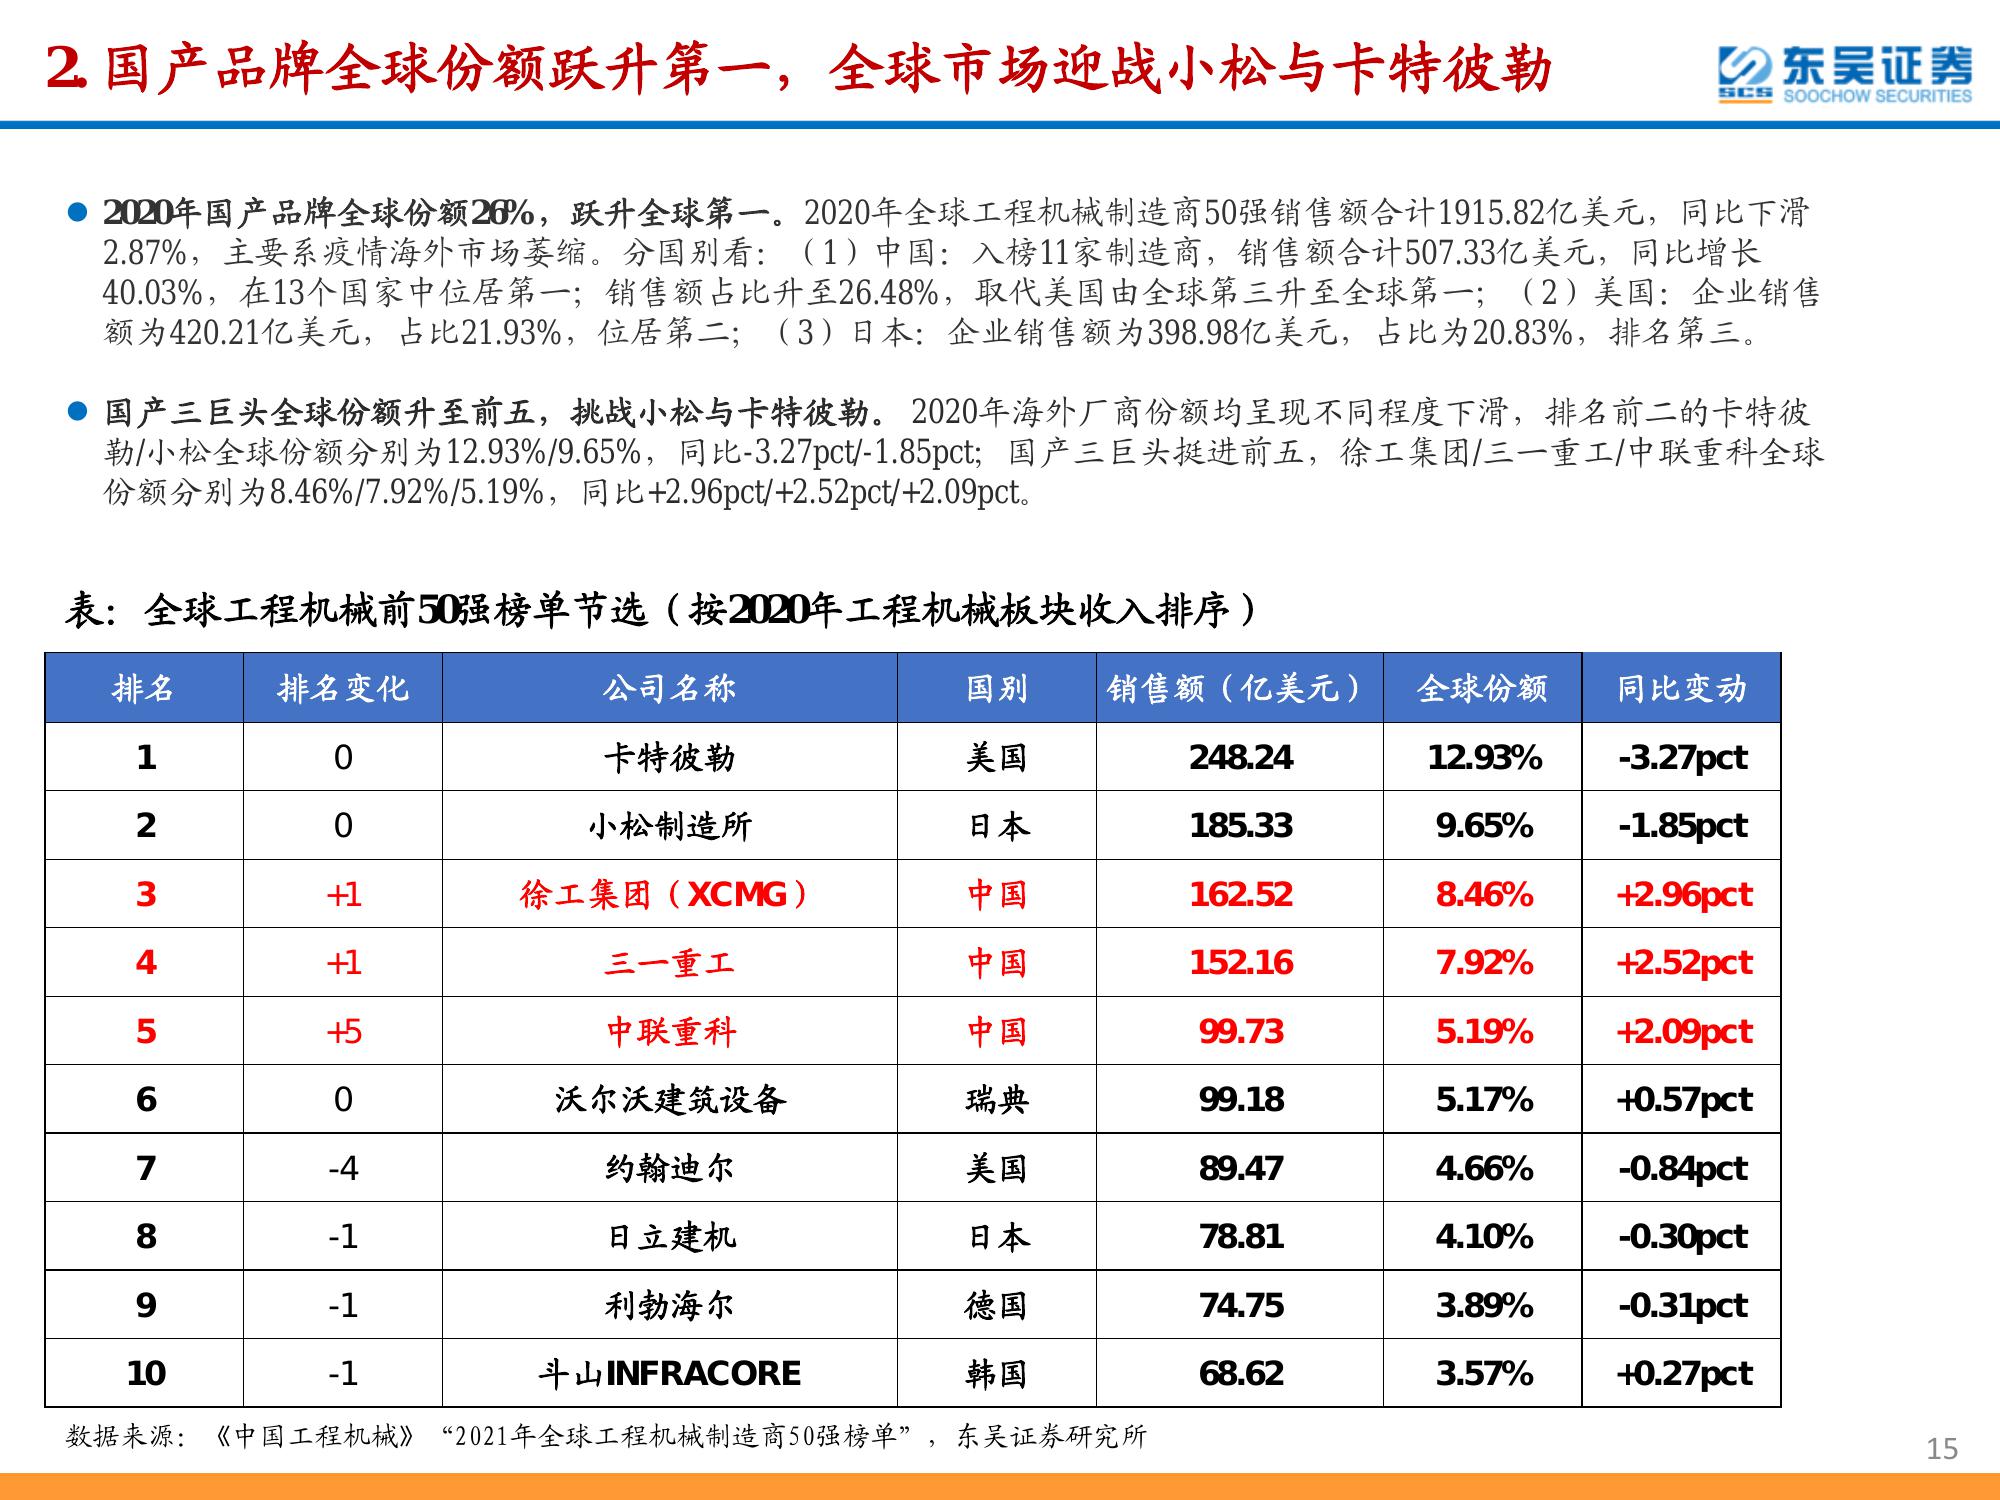 2.国产品牌全球份额跃升第一，全球市场迎战小松与卡特彼勒
东吴证券
SCS SOOCHOW SECURITIES
2020年国产品牌全球份额26%，跃升全球第一。2020年全球工程机械制造商50强销售额合计1915.82亿美元，同比下滑
2.87%，主要系疫情海外市场萎缩。分国别看：（1）中国：入榜11家制造商，销售额合计507.33亿美元，同比增长
40.03%，在13个国家中位居第一；销售额占比升至26.48%，取代美国由全球第三升至全球第一；（2）美国：企业销售
额为420.21亿美元，占比21.93%，位居第二；（3）日本：企业销售额为398.98亿美元，占比为20.83%，排名第三。
国产三巨头全球份额升至前五，挑战小松与卡特彼勒。 2020年海外厂商份额均呈现不同程度下滑，排名前二的卡特彼
勒/小松全球份额分别为12.93%/9.65%，同比-3.27pct/-1.85pct；国产三巨头挺进前五，徐工集团/三一重工/中联重科全球
份额分别为8.46%/7.92%/5.19%，同比+2.96pct/+2.52pct/+2.09pct。
表：全球工程机械前50强榜单节选（按2020年工程机械板块收入排序）
排名 排名变化 公司名称 国别 销售额（亿美元） 全球份额 同比变动
1 0 卡特彼勒 美国 248.24 12.93% -3.27pct
2 0 小松制造所 日本 185.33 9.65% -1.85pct
3 +1 徐工集团（XCMG） 中国 162.52 8.46% +2.96pct
4 +1 三一重工 中国 152.16 7.92% +2.52pct
5 +5 中联重科 中国 99.73 5.19% +2.09pct
6 0 沃尔沃建筑设备 瑞典 99.18 5.17% +0.57pct
7 -4 约翰迪尔 美国 89.47 4.66% -0.84pct
8 -1 日立建机 日本 78.81 4.10% -0.30pct
9 -1 利勃海尔 德国 74.75 3.89% -0.31pct
10 -1 斗山INFRACORE 韩国 68.62 3.57% +0.27pct
数据来源：《中国工程机械》“2021年全球工程机械制造商50强榜单”，东吴证券研究所
15